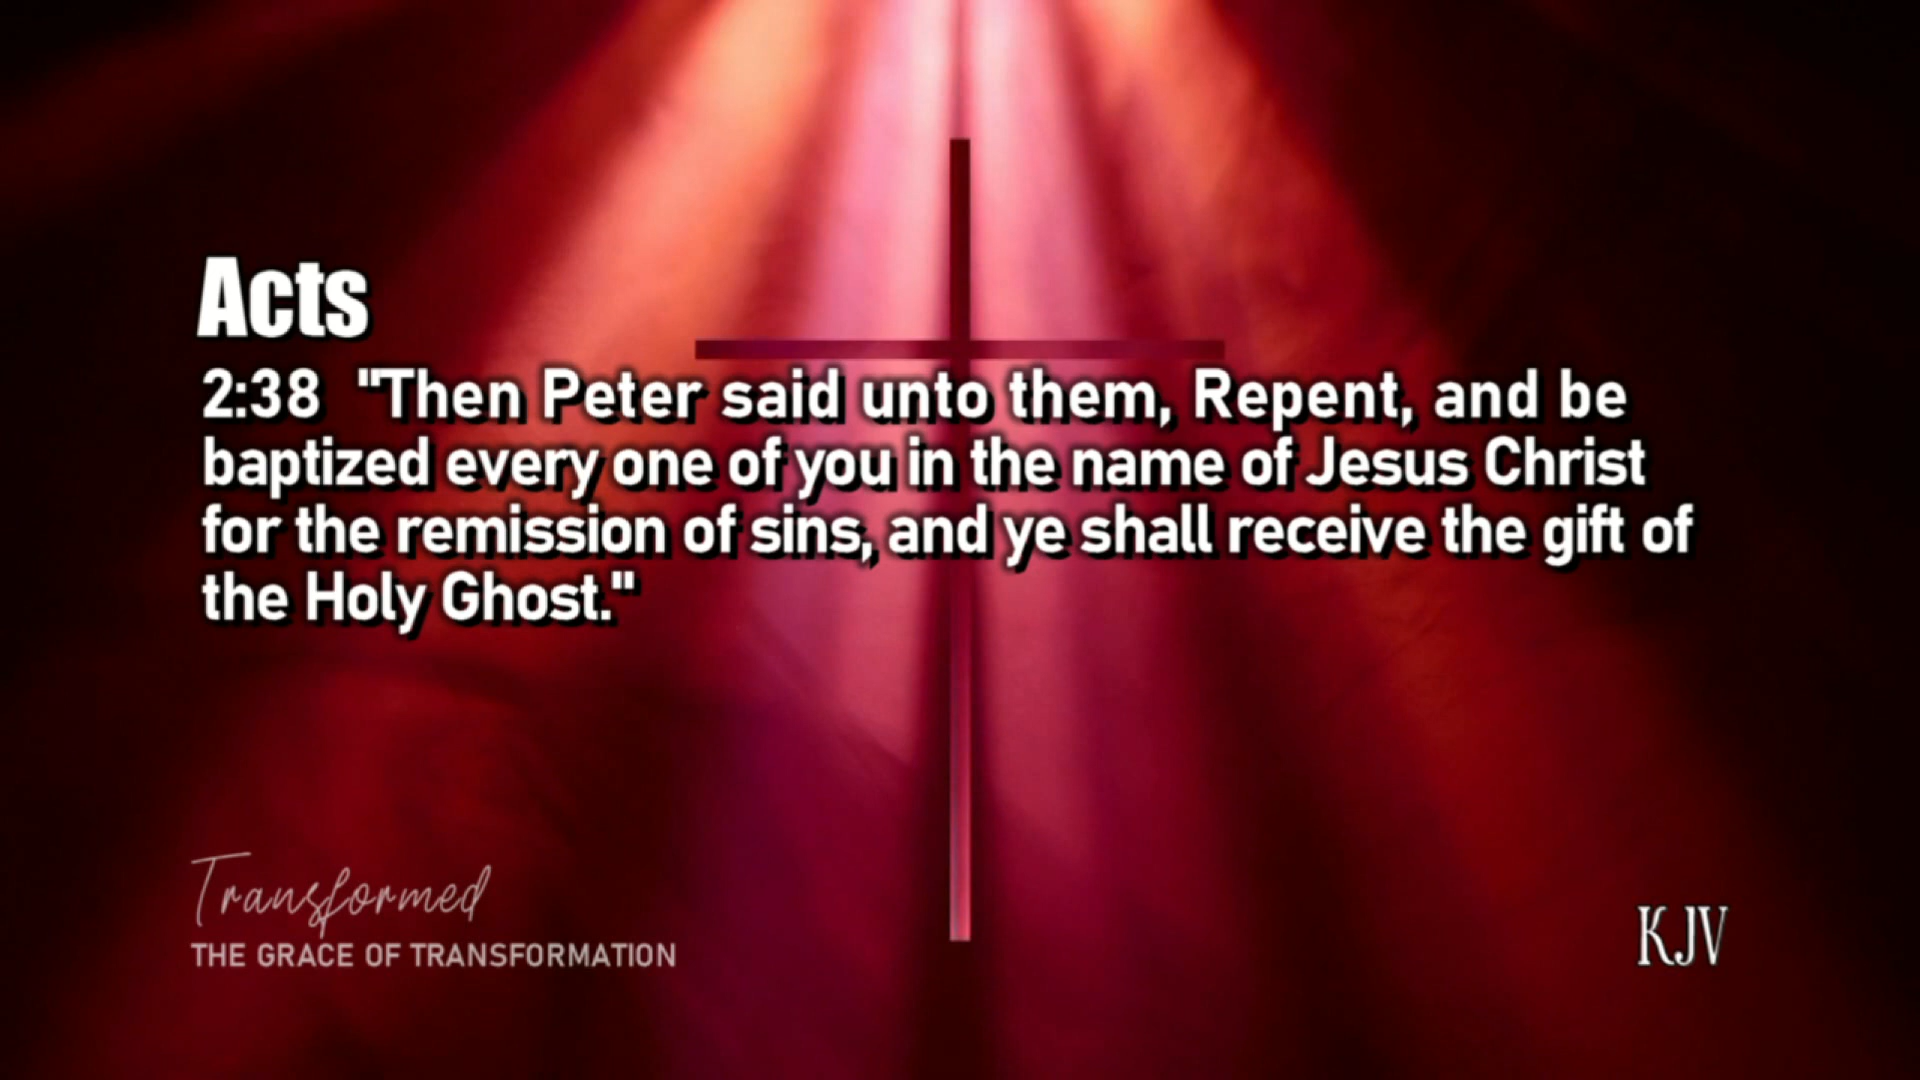 Acts
2:38 "Then Peter said unto them, Repent, and be
baptized every one of you in the name of Jesus Christ
for the remission of sins, and ye shall receive the gift of
the Holy Ghost."
Transformed
THE GRACE OF TRANSFORMATION
KJV